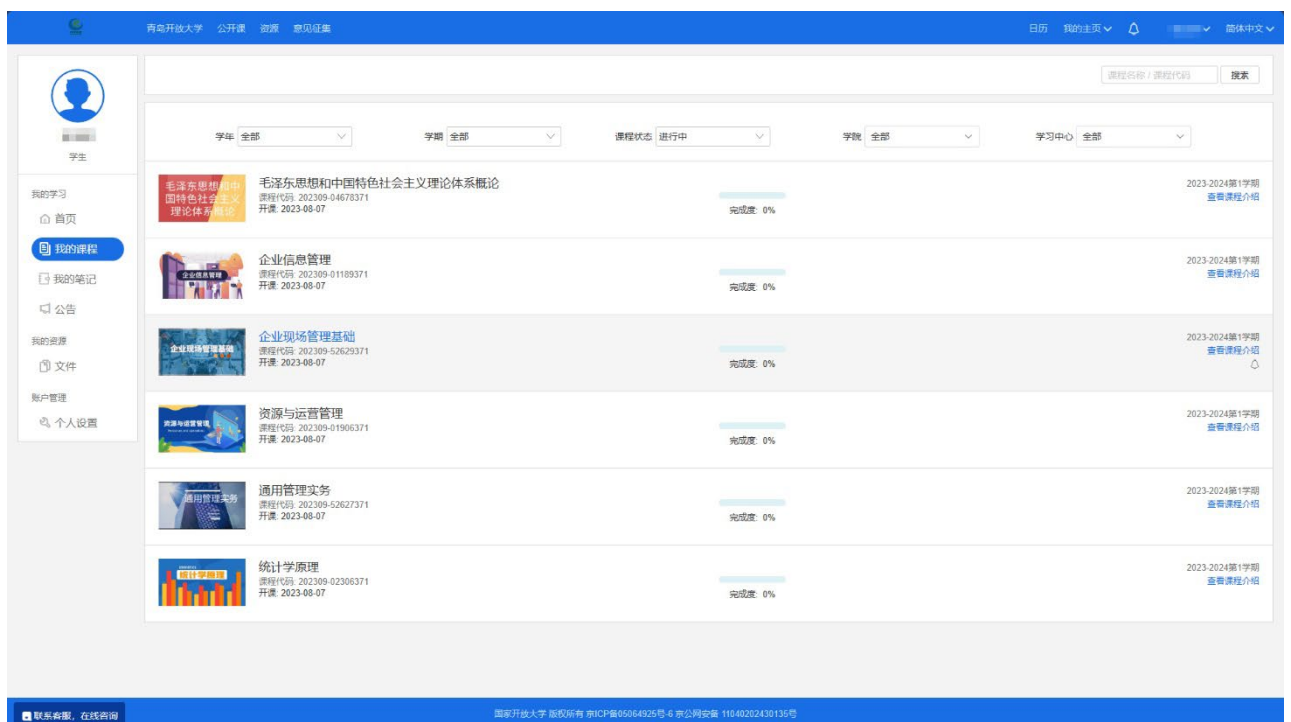 青岛开放大学 公开课 资源 意见征集
日历 我的主页 简体中文
学生
我的学习
首页
我的课程
我的笔记
公告
我的资源
文件
账户管理
个人设置
课程名称 / 课程代码 搜索
学年 全部 学期 全部 课程状态 进行中 学院 全部 学习中心 全部
毛泽东思想和中
国特色社会主义
理论体系概论
毛泽东思想和中国特色社会主义理论体系概论
课程代码: 202309-04678371
开课: 2023-08-07
完成度: 0%
2023-2024第1学期
查看课程介绍
企业信息管理
企业信息管理
课程代码: 202309-01189371
开课: 2023-08-07
完成度: 0%
2023-2024第1学期
查看课程介绍
企业现场管理基础
企业现场管理基础
课程代码: 202309-52629371
开课: 2023-08-07
完成度: 0%
2023-2024第1学期
查看课程介绍
资源与运营管理
资源与运营管理
课程代码: 202309-01906371
开课: 2023-08-07
完成度: 0%
2023-2024第1学期
查看课程介绍
通用管理实务
通用管理实务
课程代码: 202309-52627371
开课: 2023-08-07
完成度: 0%
2023-2024第1学期
查看课程介绍
统计学原理
统计学原理
课程代码: 202309-02306371
开课: 2023-08-07
完成度: 0%
2023-2024第1学期
查看课程介绍
联系客服，在线咨询
国家开放大学 版权所有 京ICP备05064925号-6 京公网安备 11040202430135号